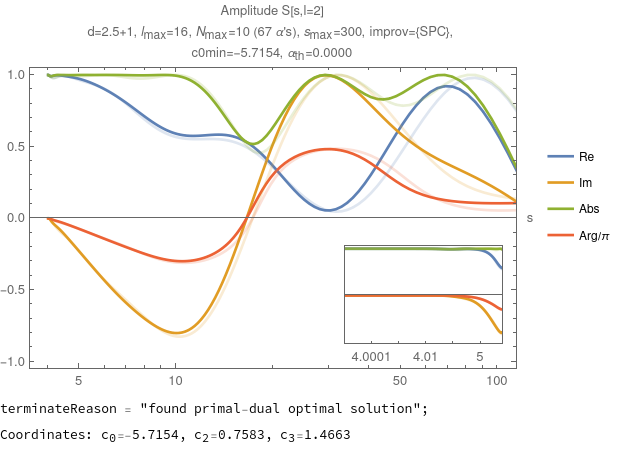 Amplitude S[s,l=2]
d=2.5+1, lmax=16, Nmax=10 (67 α's), smax=300, improv={SPC},
c0min=-5.7154, αth=0.0000
1.0
0.5
0.0
-0.5
-1.0
5
10
50
100
s
4.0001
4.01
5
Re
Im
Abs
Arg/π
terminateReason = "found primal-dual optimal solution";
Coordinates: c0=-5.7154, c2=0.7583, c3=1.4663